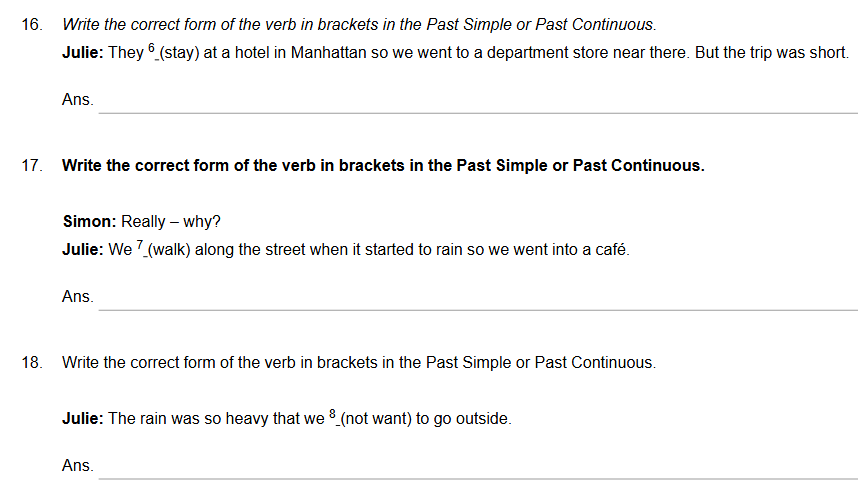 16. Write the correct form of the verb in brackets in the Past Simple or Past Continuous.
Julie: They 6_(stay) at a hotel in Manhattan so we went to a department store near there. But the trip was short.
Ans.
17. Write the correct form of the verb in brackets in the Past Simple or Past Continuous.
Simon: Really – why?
Julie: We 7_(walk) along the street when it started to rain so we went into a café.
Ans.
18. Write the correct form of the verb in brackets in the Past Simple or Past Continuous.
Julie: The rain was so heavy that we 8_(not want) to go outside.
Ans.